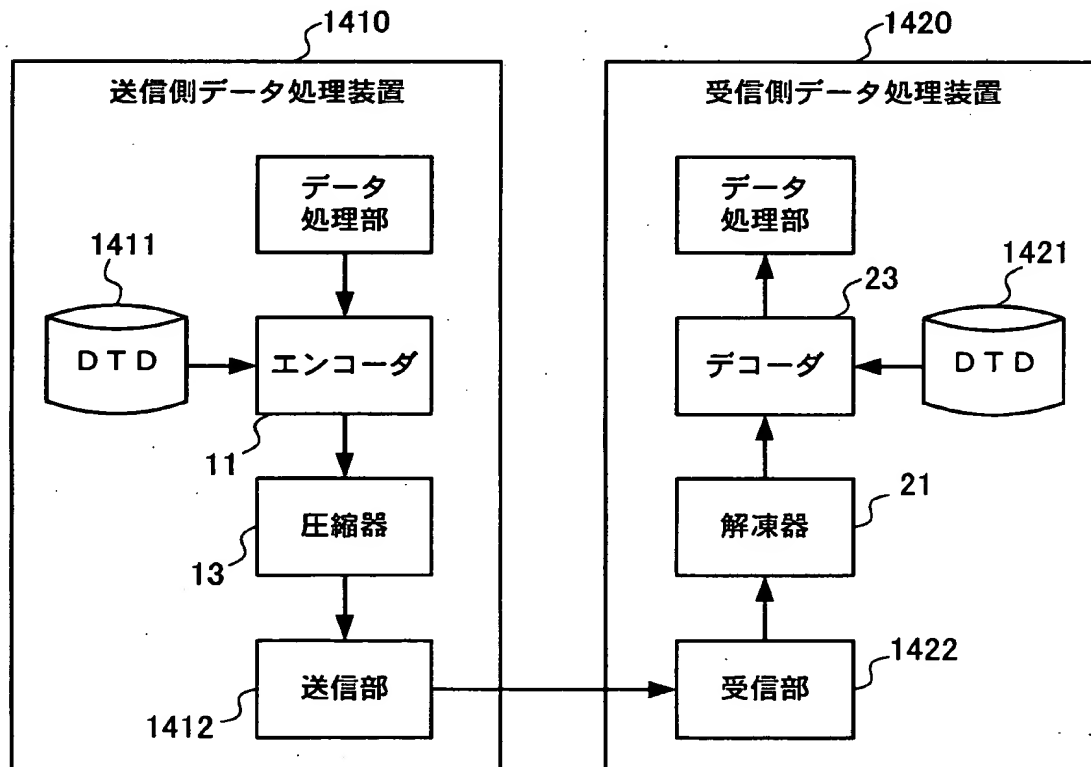 1410
1420
送信側データ処理装置
受信側データ処理装置
データ
処理部
データ
処理部
1411
1421
23
DTD
エンコーダ
デコーダ
DTD
11
21
圧縮器
解凍器
13
1422
送信部
受信部
1412